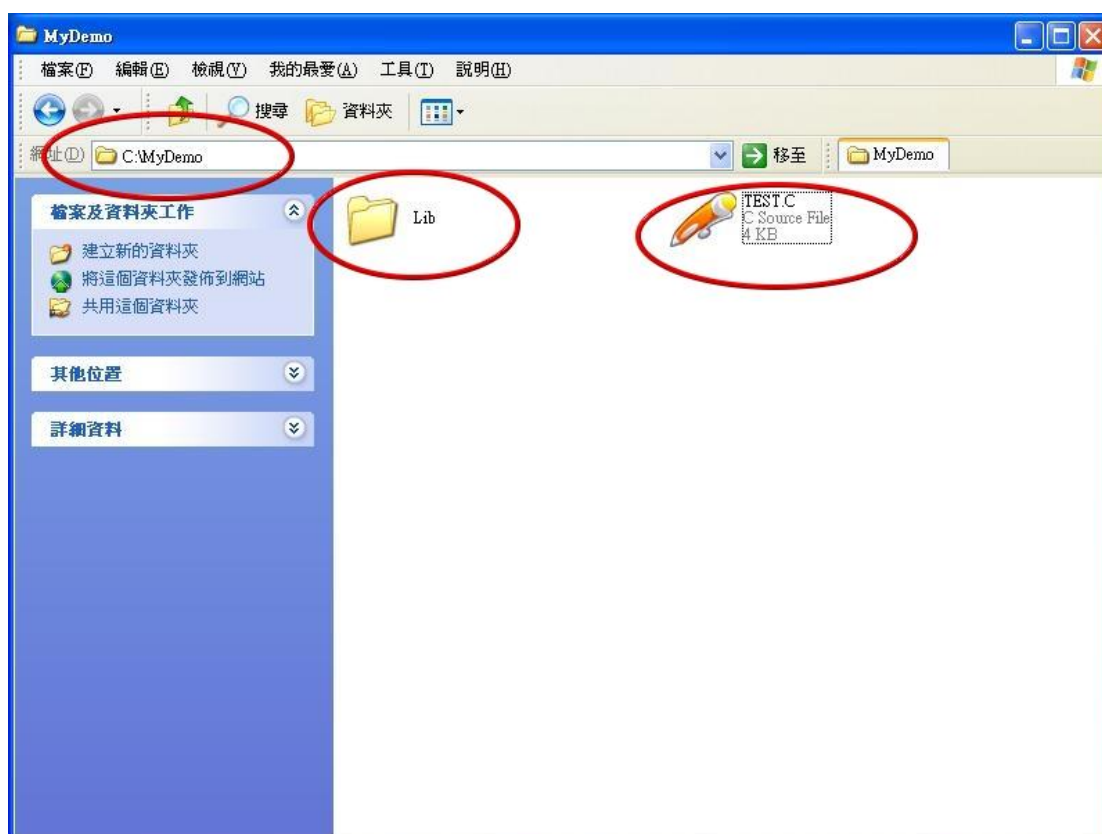 MyDemo
檔案(F) 編輯(E) 檢視(V) 我的最愛(A) 工具(T) 說明(H)
搜尋 資料夾
網址(D) C:\MyDemo 移至 MyDemo
檔案及資料夾工作
建立新的資料夾
將這個資料夾發佈到網站
共用這個資料夾
其他位置
詳細資料
Lib
TEST.C
C Source File
4 KB